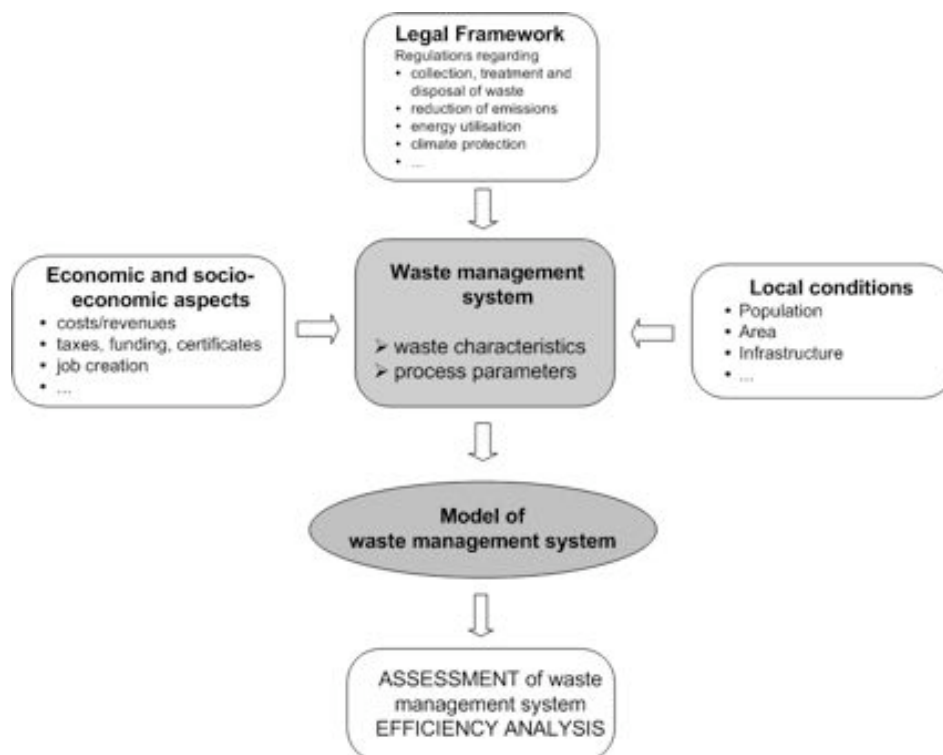 Legal Framework
Regulations regarding
• collection, treatment and
disposal of waste
• reduction of emissions
• energy utilisation
• climate protection
• ...
Economic and socio-
economic aspects
• costs/revenues
• taxes, funding, certificates
• job creation
• ...
Waste management
system
➢ waste characteristics
➢ process parameters
Local conditions
• Population
• Area
• Infrastructure
• ...
Model of
waste management system
ASSESSMENT of waste
management system
EFFICIENCY ANALYSIS